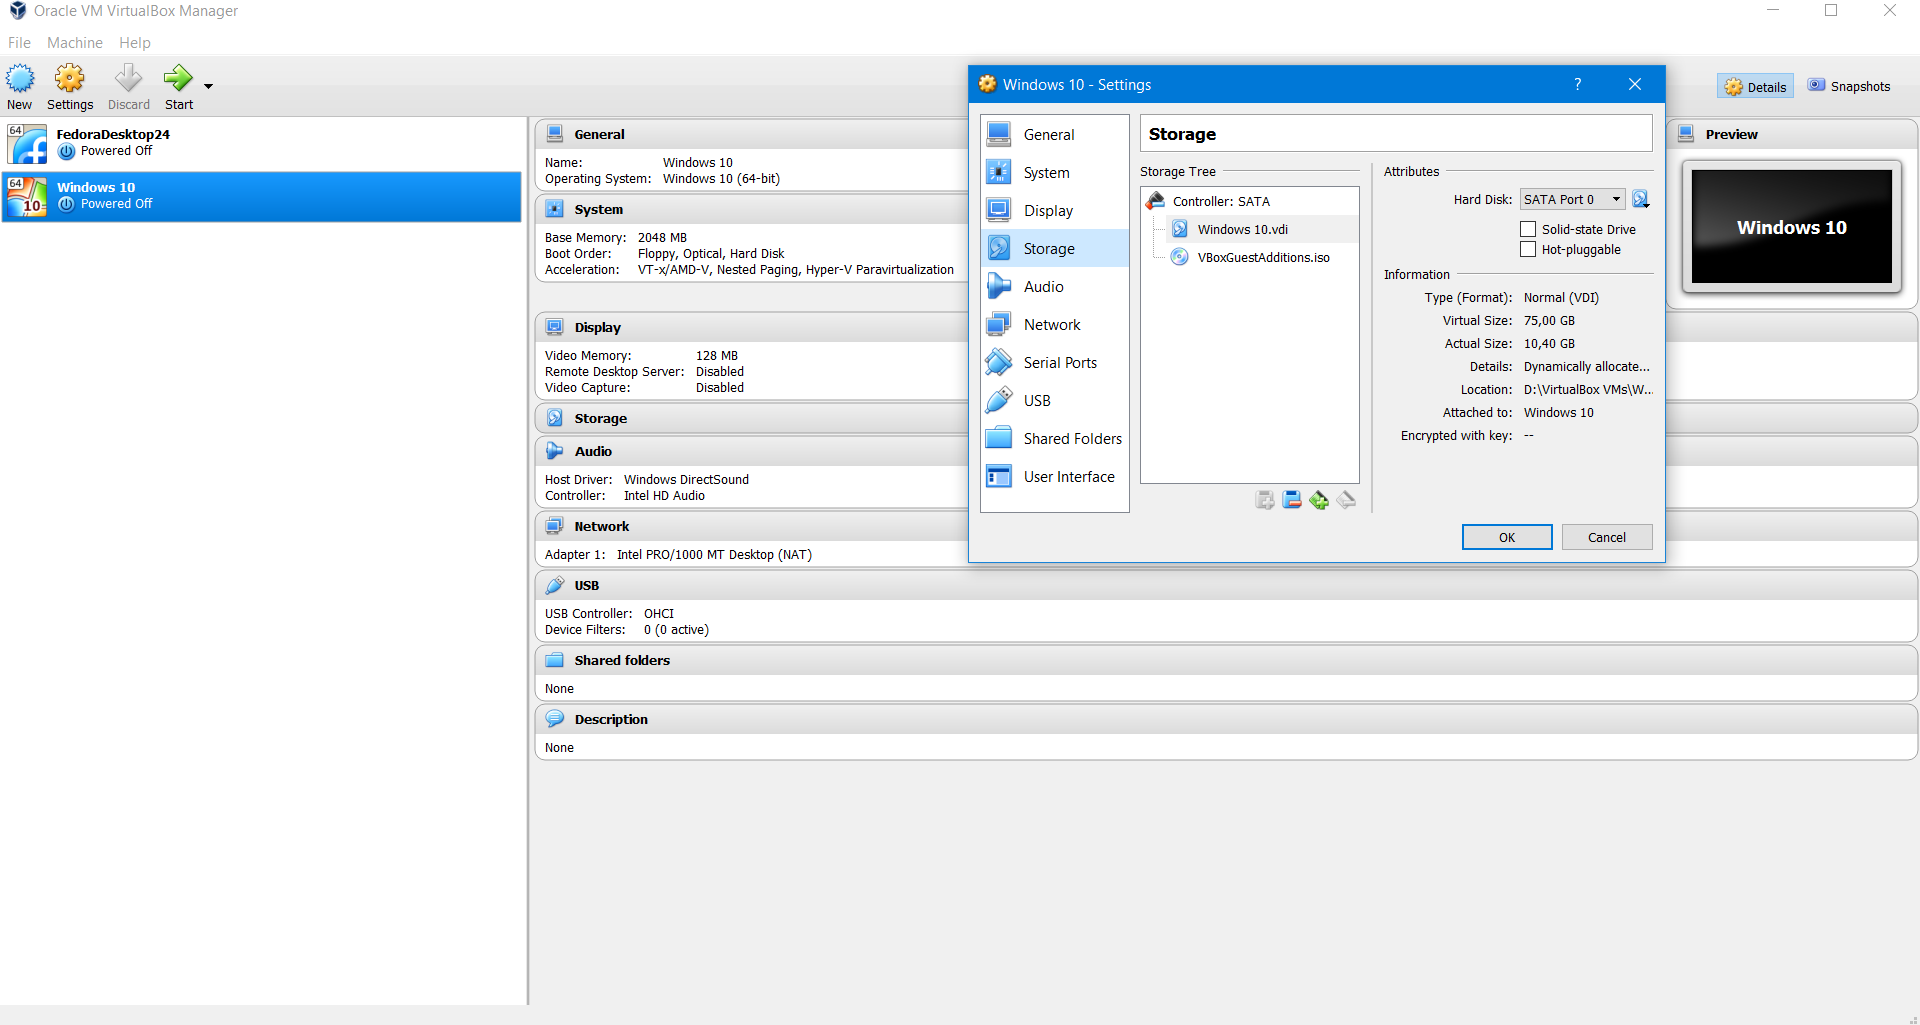 Oracle VM VirtualBox Manager
File Machine Help
New Settings Discard Start
Details Snapshots
64 FedoraDesktop24
Powered Off
64 10 Windows 10
Powered Off
General
Name: Windows 10
Operating System: Windows 10 (64-bit)
System
Base Memory: 2048 MB
Boot Order: Floppy, Optical, Hard Disk
Acceleration: VT-x/AMD-V, Nested Paging, Hyper-V Paravirtualization
Display
Video Memory: 128 MB
Remote Desktop Server: Disabled
Video Capture: Disabled
Storage
Audio
Host Driver: Windows DirectSound
Controller: Intel HD Audio
Network
Adapter 1: Intel PRO/1000 MT Desktop (NAT)
USB
USB Controller: OHCI
Device Filters: 0 (0 active)
Shared folders
None
Description
None
Windows 10 - Settings
?
General
System
Display
Storage
Audio
Network
Serial Ports
USB
Shared Folders
User Interface
Storage
Storage Tree
Controller: SATA
Windows 10.vdi
VBoxGuestAdditions.iso
Attributes
Hard Disk: SATA Port 0
Solid-state Drive
Hot-pluggable
Information
Type (Format): Normal (VDI)
Virtual Size: 75,00 GB
Actual Size: 10,40 GB
Details: Dynamically allocate...
Location: D:\VirtualBox VMs\W...
Attached to: Windows 10
Encrypted with key: --
OK Cancel
Preview
Windows 10